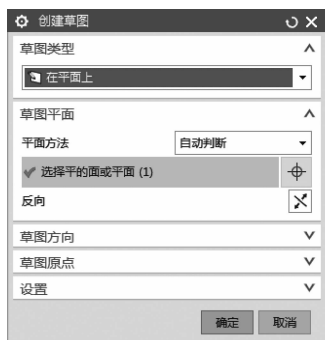 创建草图
草图类型
在平面上
草图平面
平面方法 自动判断
选择平的面或平面 (1)
反向
草图方向
草图原点
设置
确定 取消